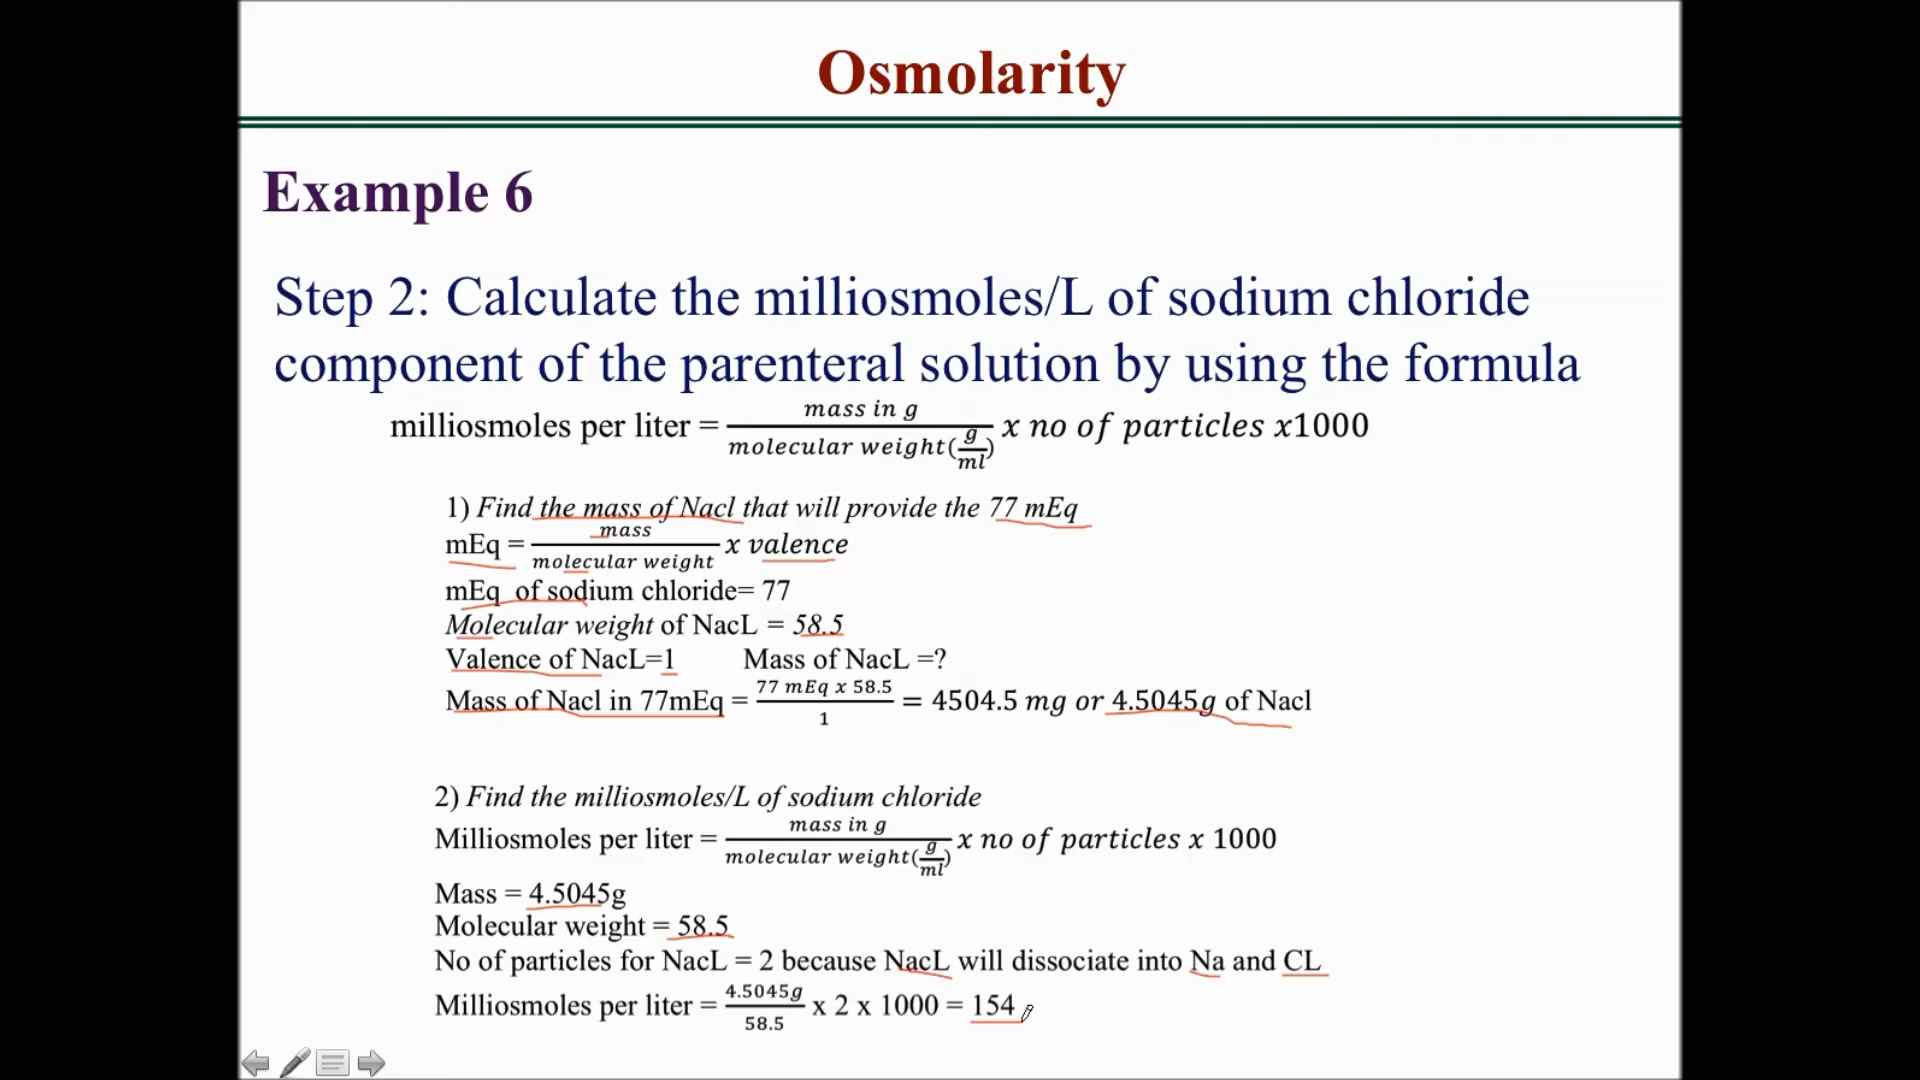 Osmolarity
Example 6
Step 2: Calculate the milliosmoles/L of sodium chloride
component of the parenteral solution by using the formula
milliosmoles per liter = mass in g / molecular weight(g/ml) x no of particles x1000
1) Find the mass of Nacl that will provide the 77 mEq
mEq = mass / molecular weight x valence
mEq of sodium chloride= 77
Molecular weight of NacL = 58.5
Valence of NacL=1 Mass of NacL =?
Mass of Nacl in 77mEq = 77 mEq x 58.5 / 1 = 4504.5 mg or 4.5045g of Nacl
2) Find the milliosmoles/L of sodium chloride
Milliosmoles per liter = mass in g / molecular weight(g/ml) x no of particles x 1000
Mass = 4.5045g
Molecular weight = 58.5
No of particles for NacL = 2 because NacL will dissociate into Na and CL
Milliosmoles per liter = 4.5045g / 58.5 x 2 x 1000 = 154